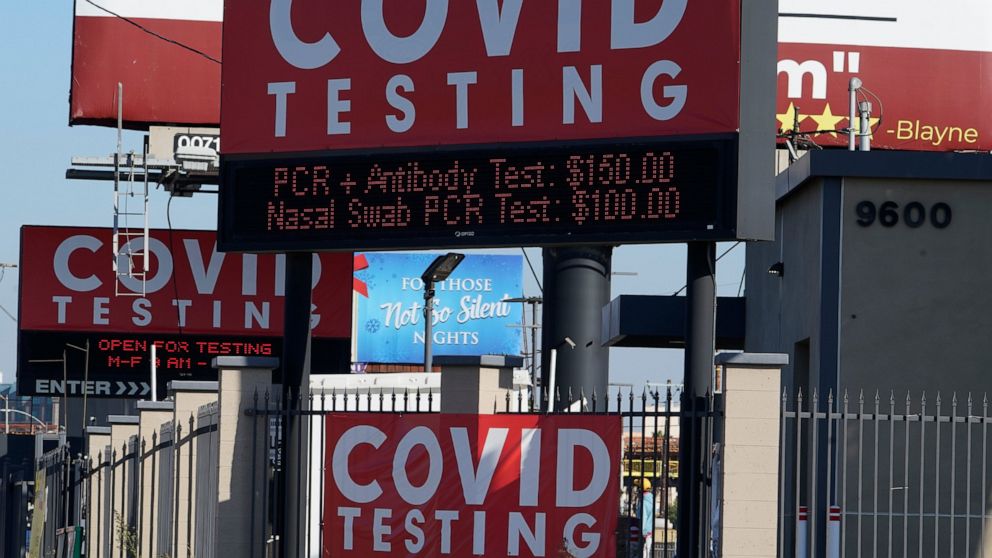 COVID
TESTING
PCR + Antibody Test: $150.00
Nasal Swab PCR Test: $100.00
m"
-Blayne
9600
0071
COVID
TESTING
OPEN FOR TESTING
M-F 9 AM -
ENTER >>>
FOR THOSE
Not So Silent
NIGHTS
COVID
TESTING